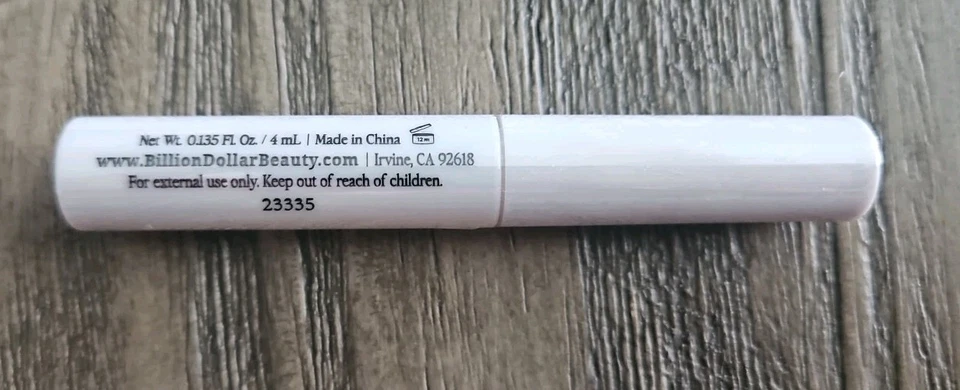 Net Wt. 0.135 Fl. Oz. / 4 mL | Made in China 12 m
www.BillionDollarBeauty.com | Irvine, CA 92618
For external use only. Keep out of reach of children.
23335